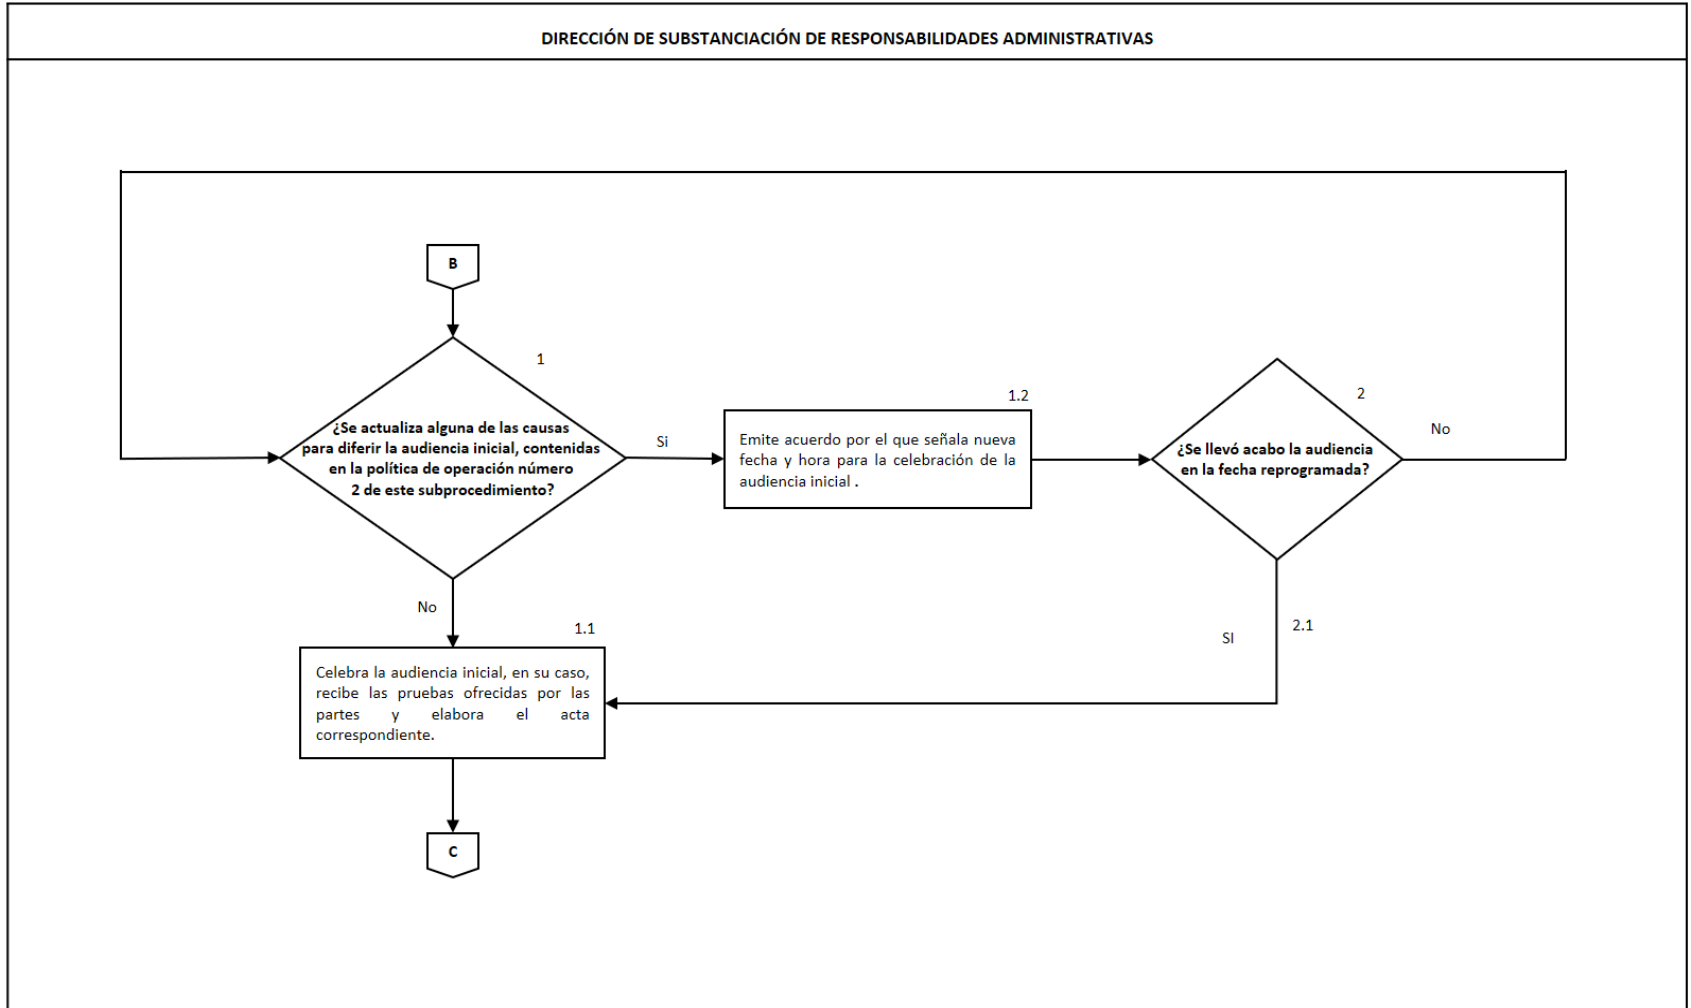 DIRECCIÓN DE SUBSTANCIACIÓN DE RESPONSABILIDADES ADMINISTRATIVAS
B
1
¿Se actualiza alguna de las causas
para diferir la audiencia inicial, contenidas
en la política de operación número
2 de este subprocedimiento?
Si
1.2
Emite acuerdo por el que señala nueva
fecha y hora para la celebración de la
audiencia inicial .
2
¿Se llevó acabo la audiencia
en la fecha reprogramada?
No
No
1.1
Celebra la audiencia inicial, en su caso,
recibe las pruebas ofrecidas por las
partes y elabora el acta
correspondiente.
SI
2.1
C